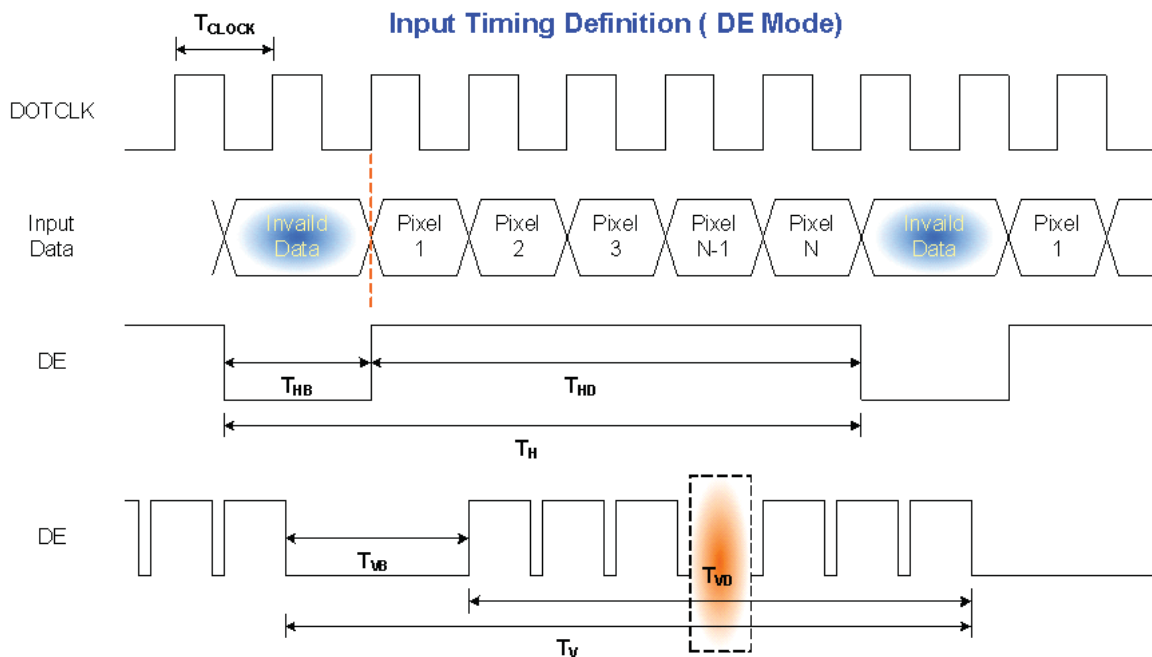 Input Timing Definition ( DE Mode)
TCLOCK
DOTCLK
Input
Data
Invaild
Data
Pixel
1
Pixel
2
Pixel
3
Pixel
N-1
Pixel
N
Invaild
Data
Pixel
1
DE
THB
THD
TH
DE
TVB
TVD
TV